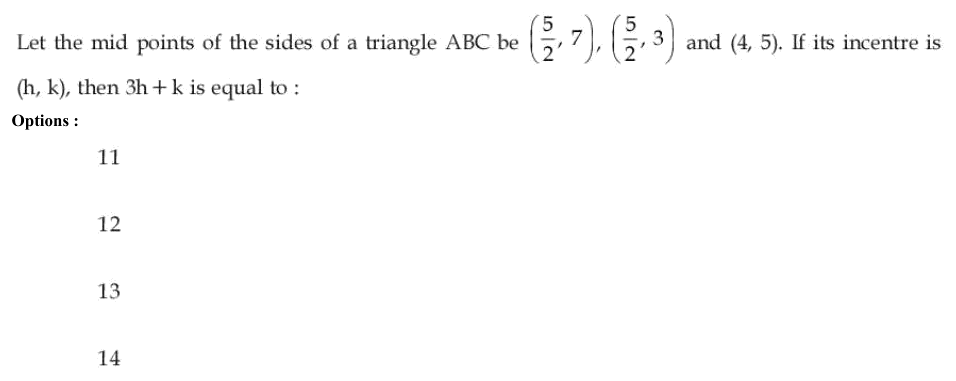 Let the mid points of the sides of a triangle ABC be (5/2, 7), (5/2, 3) and (4, 5). If its incentre is
(h, k), then 3h + k is equal to :
Options :
11
12
13
14